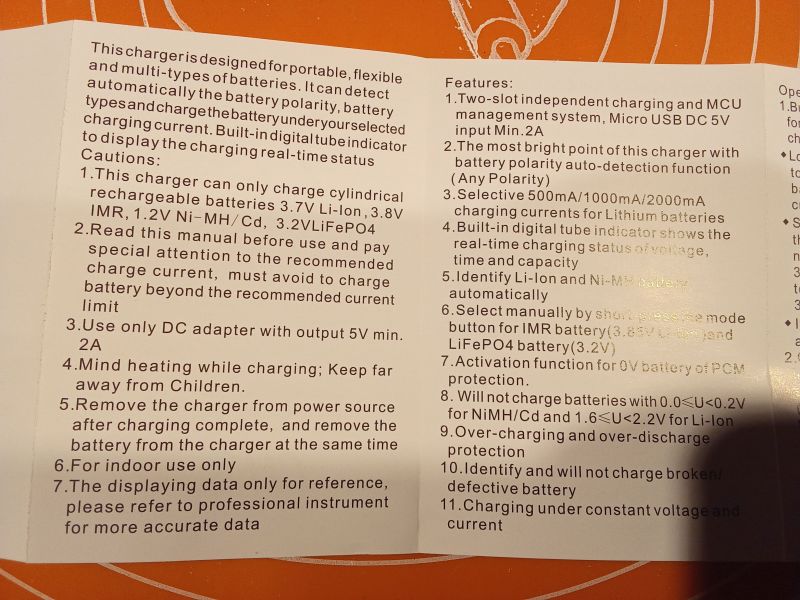 This charger is designed for portable, flexible
and multi-types of batteries. It can detect
automatically the battery polarity, battery
types and charge the battery under your selected
charging current. Built-in digital tube indicator
to display the charging real-time status
Cautions:
1.This charger can only charge cylindrical
rechargeable batteries 3.7V Li-Ion, 3.8V
IMR, 1.2V Ni-MH/Cd, 3.2VLiFePO4
2.Read this manual before use and pay
special attention to the recommended
charge current, must avoid to charge
battery beyond the recommended current
limit
3.Use only DC adapter with output 5V min.
2A
4.Mind heating while charging; Keep far
away from Children.
5.Remove the charger from power source
after charging complete, and remove the
battery from the charger at the same time
6.For indoor use only
7.The displaying data only for reference,
please refer to professional instrument
for more accurate data
Features:
1.Two-slot independent charging and MCU
management system, Micro USB DC 5V
input Min.2A
2.The most bright point of this charger with
battery polarity auto-detection function
(Any Polarity)
3.Selective 500mA/1000mA/2000mA
charging currents for Lithium batteries
4.Built-in digital tube indicator shows the
real-time charging status of voltage,
time and capacity
5.Identify Li-Ion and Ni-MH battery
automatically
6.Select manually by short press the mode
button for IMR battery(3.8 and
LiFePO4 battery(3.2V)
7.Activation function for 0V battery of PCM
protection.
8. Will not charge batteries with 0.0≤U<0.2V
for NiMH/Cd and 1.6≤U<2.2V for Li-Ion
9.Over-charging and over-discharge
protection
10.Identify and will not charge broken/
defective battery
11.Charging under constant voltage and
current